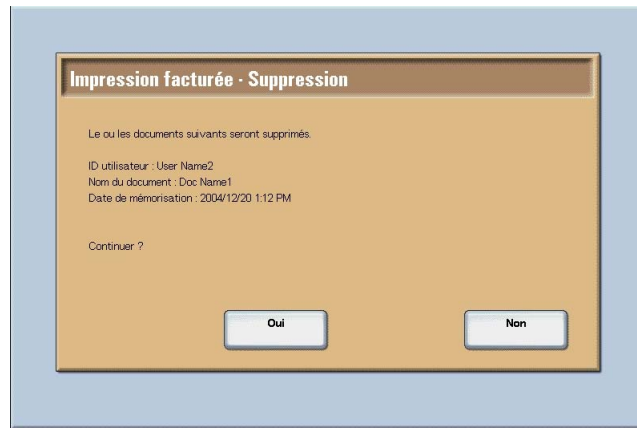 Impression facturée - Suppression
Le ou les documents suivants seront supprimés.
ID utilisateur : User Name2
Nom du document : Doc Name1
Date de mémorisation : 2004/12/20 1:12 PM
Continuer ?
Oui
Non